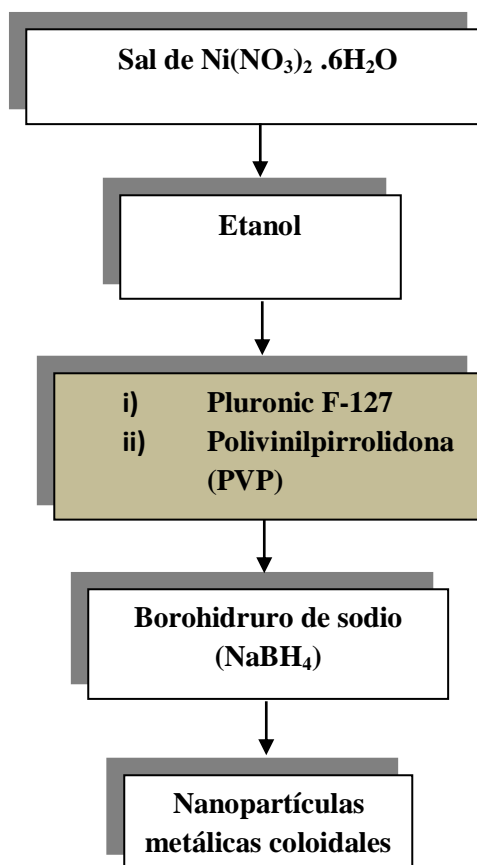 Sal de Ni(NO₃)₂ .6H₂O
Etanol
i) Pluronic F-127
ii) Polivinilpirrolidona
(PVP)
Borohidruro de sodio
(NaBH₄)
Nanopartículas
metálicas coloidales